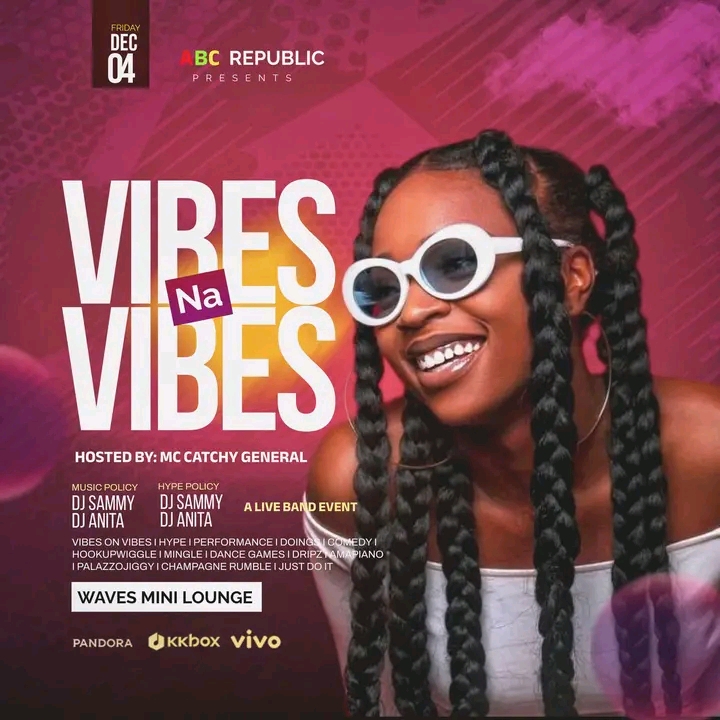 FRIDAY
DEC
04
ABC REPUBLIC
PRESENTS
VIBES
Na
VIBES
HOSTED BY: MC CATCHY GENERAL
MUSIC POLICY
DJ SAMMY
DJ ANITA
HYPE POLICY
DJ SAMMY
DJ ANITA
A LIVE BAND EVENT
VIBES ON VIBES I HYPE I PERFORMANCE I DOINGS I COMEDY I
HOOKUPWIGGLE I MINGLE I DANCE GAMES I DRIPZ I AMAPIANO
I PALAZZOJIGGY I CHAMPAGNE RUMBLE I JUST DO IT
WAVES MINI LOUNGE
PANDORA KKBOX vivo